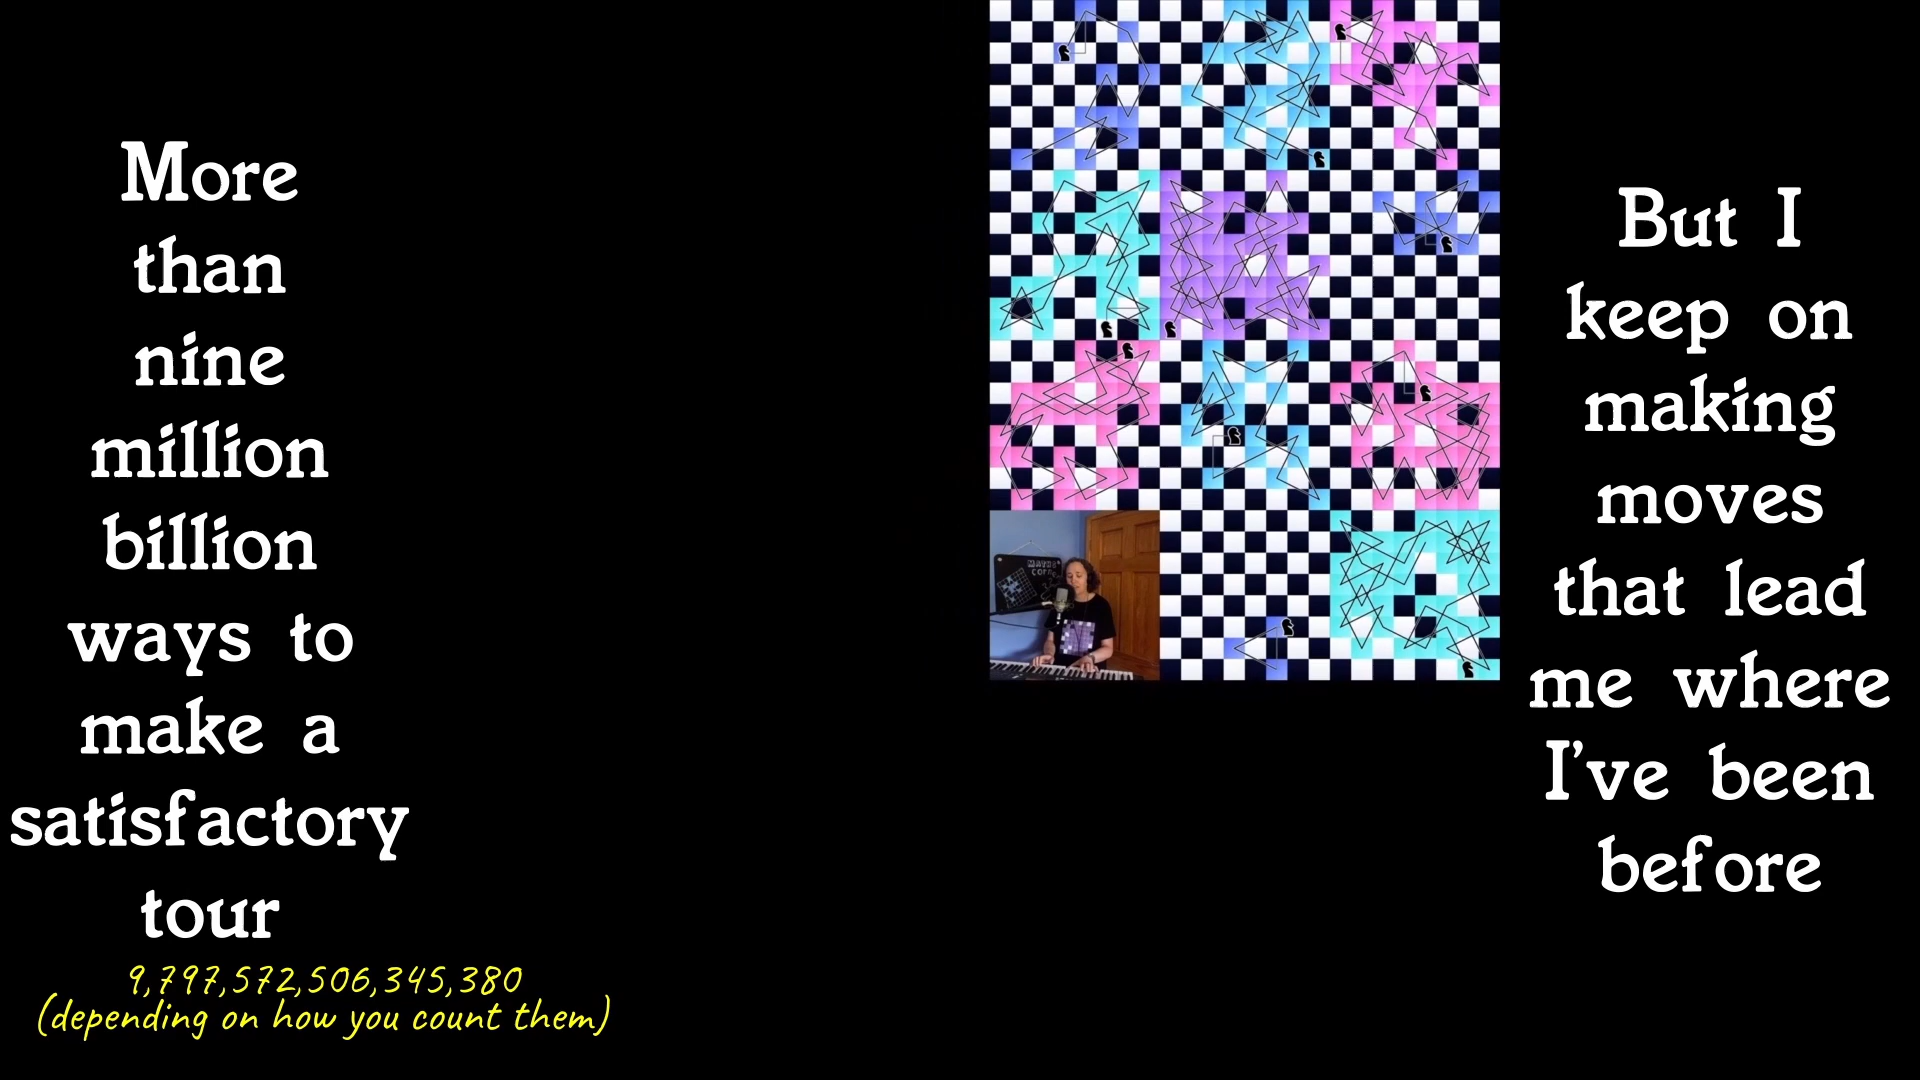 More
than
nine
million
billion
ways to
make a
satisfactory
tour
9,797,572,506,345,380
(depending on how you count them)
MATHS
But I
keep on
making
moves
that lead
me where
I've been
before